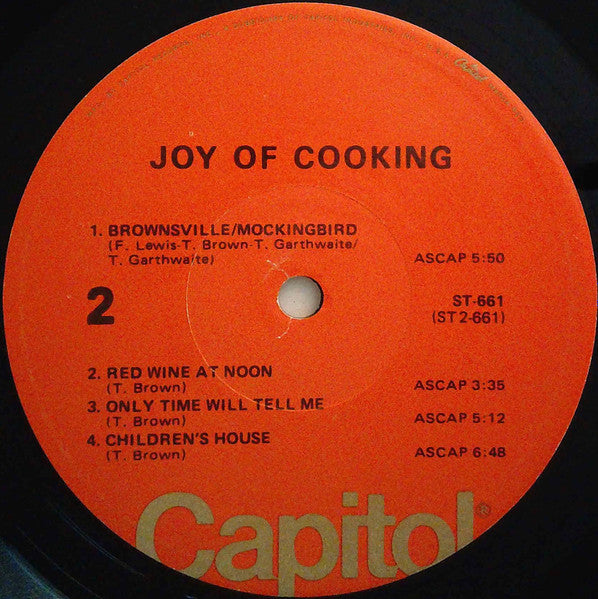 JOY OF COOKING
1. BROWNSVILLE/MOCKINGBIRD
(F. Lewis-T. Brown-T. Garthwaite/
T. Garthwaite) ASCAP 5:50
2 ST-661
(ST2-661)
2. RED WINE AT NOON
(T. Brown) ASCAP 3:35
3. ONLY TIME WILL TELL ME
(T. Brown) ASCAP 5:12
4. CHILDREN'S HOUSE
(T. Brown) ASCAP 6:48
Capitol®